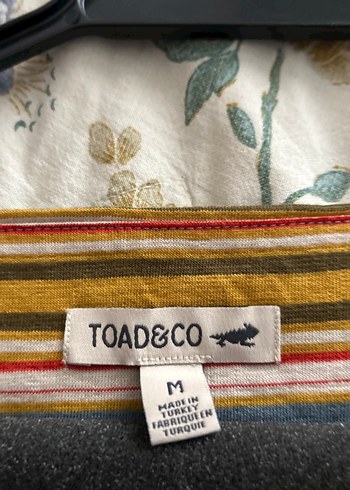 TOAD&CO
M
MADE IN
TURKEY
FABRIQUÉ EN
TURQUIE